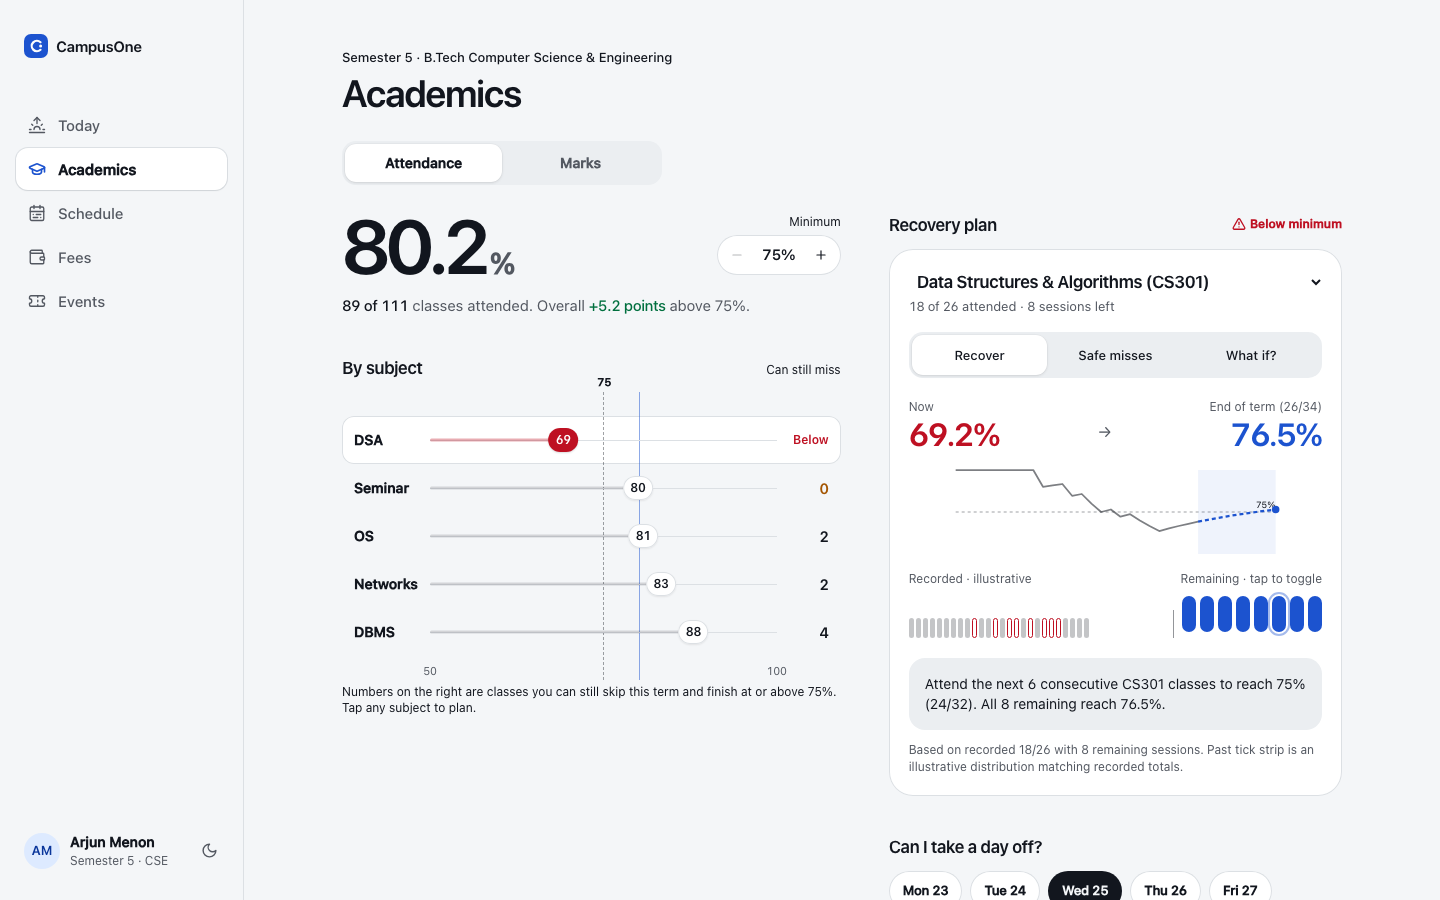 CampusOne
Today
Academics
Schedule
Fees
Events
Arjun Menon
AM
Semester 5 · CSE
Semester 5 · B.Tech Computer Science & Engineering
Academics
Attendance Marks
80.2%
Minimum
− 75% +
89 of 111 classes attended. Overall +5.2 points above 75%.
By subject
Can still miss
75
DSA 69 Below
Seminar 80 0
OS 81 2
Networks 83 2
DBMS 88 4
50 100
Numbers on the right are classes you can still skip this term and finish at or above 75%.
Tap any subject to plan.
Recovery plan
Below minimum
Data Structures & Algorithms (CS301)
18 of 26 attended · 8 sessions left
Recover Safe misses What if?
Now End of term (26/34)
69.2% → 76.5%
75%
Recorded · illustrative Remaining · tap to toggle
Attend the next 6 consecutive CS301 classes to reach 75%
(24/32). All 8 remaining reach 76.5%.
Based on recorded 18/26 with 8 remaining sessions. Past tick strip is an
illustrative distribution matching recorded totals.
Can I take a day off?
Mon 23 Tue 24 Wed 25 Thu 26 Fri 27